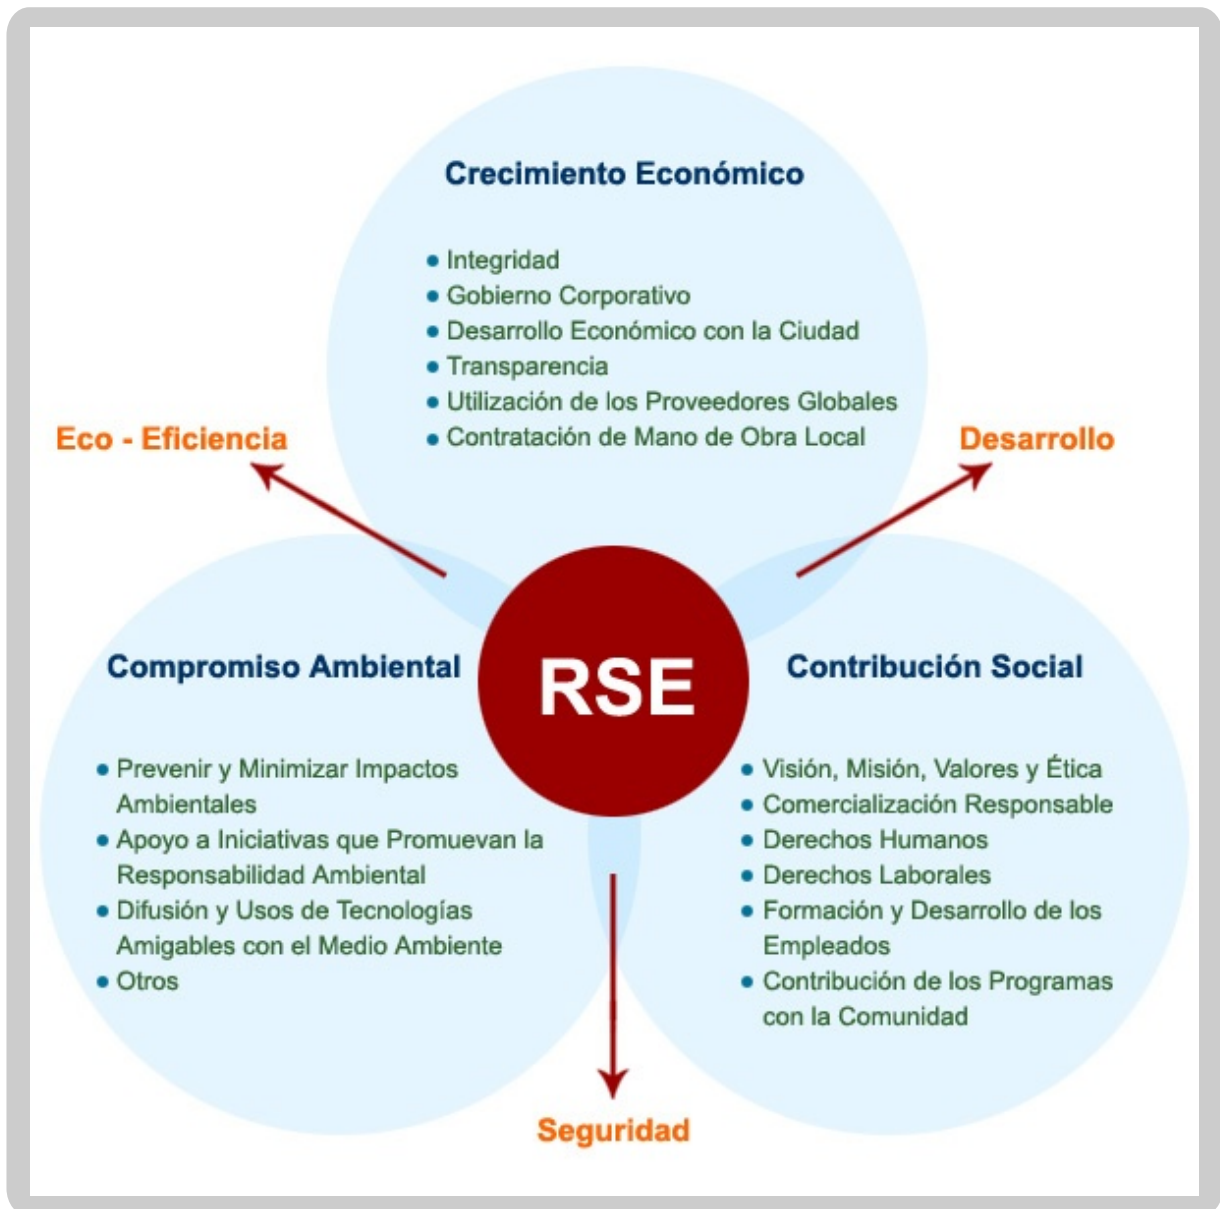 Crecimiento Económico
Integridad
Gobierno Corporativo
Desarrollo Económico con la Ciudad
Transparencia
Utilización de los Proveedores Globales
Contratación de Mano de Obra Local
Eco - Eficiencia
Desarrollo
RSE
Compromiso Ambiental
Prevenir y Minimizar Impactos
Ambientales
Apoyo a Iniciativas que Promuevan la
Responsabilidad Ambiental
Difusión y Usos de Tecnologías
Amigables con el Medio Ambiente
Otros
Contribución Social
Visión, Misión, Valores y Ética
Comercialización Responsable
Derechos Humanos
Derechos Laborales
Formación y Desarrollo de los
Empleados
Contribución de los Programas
con la Comunidad
Seguridad